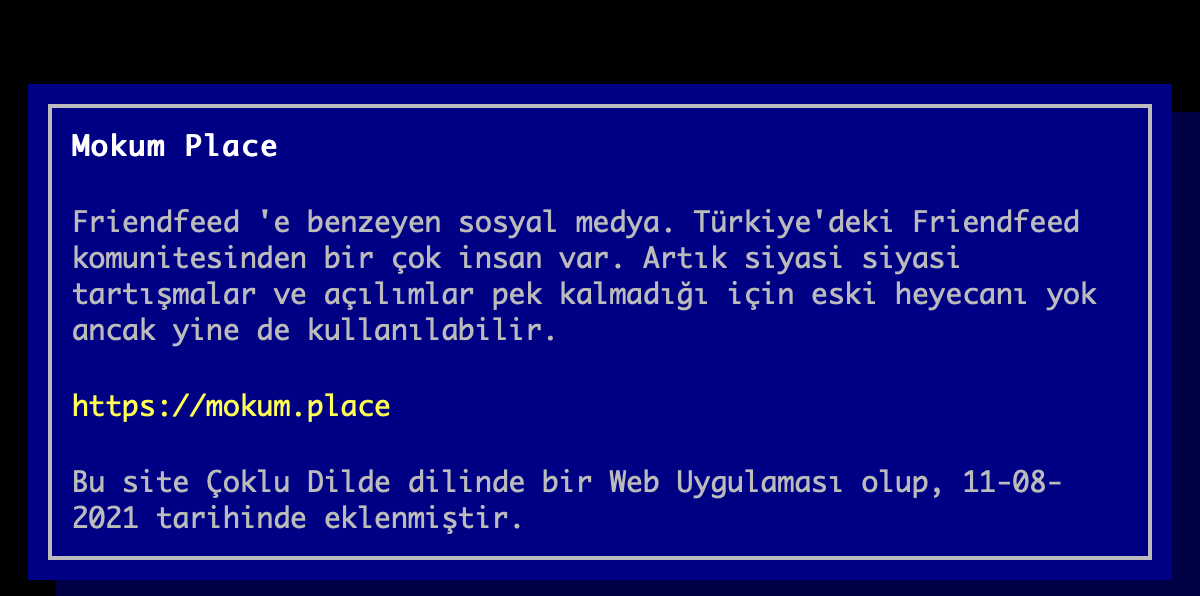 Mokum Place
Friendfeed 'e benzeyen sosyal medya. Türkiye'deki Friendfeed
komunitesinden bir çok insan var. Artık siyasi siyasi
tartışmalar ve açılımlar pek kalmadığı için eski heyecanı yok
ancak yine de kullanılabilir.
https://mokum.place
Bu site Çoklu Dilde dilinde bir Web Uygulaması olup, 11-08-
2021 tarihinde eklenmiştir.